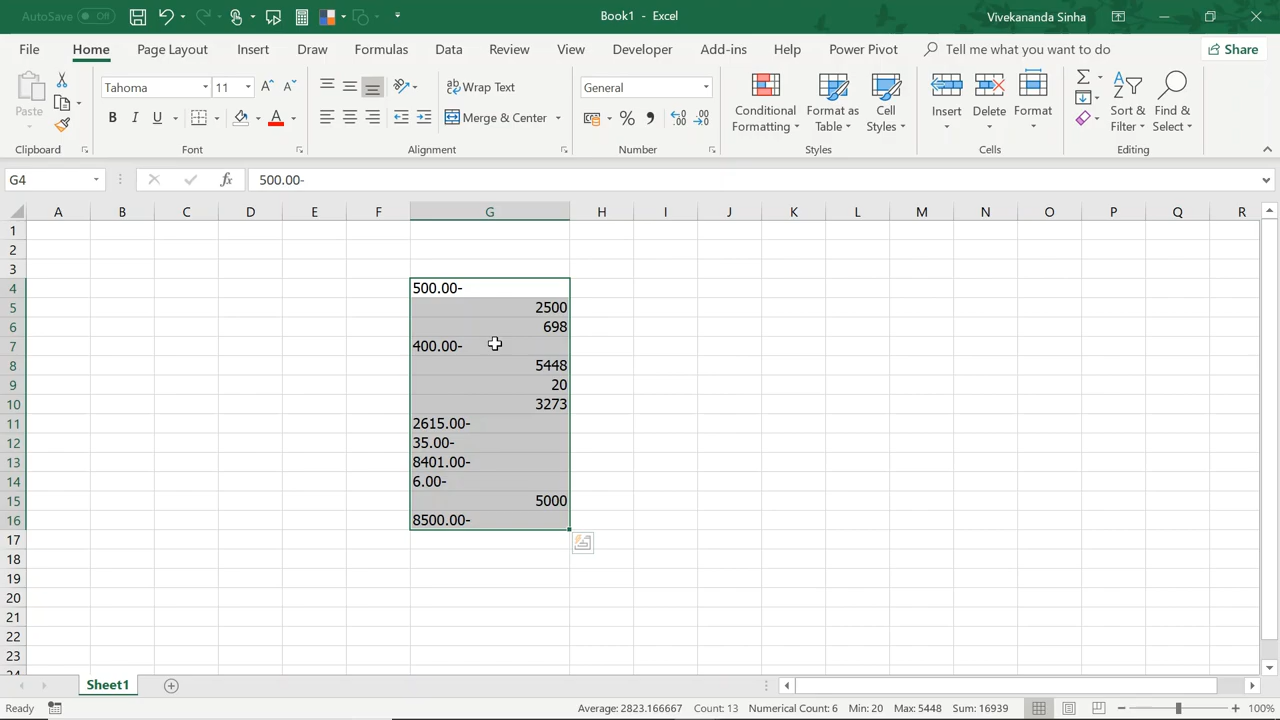 AutoSave Off
Book1 - Excel
Vivekananda Sinha
File Home Page Layout Insert Draw Formulas Data Review View Developer Add-ins Help Power Pivot Tell me what you want to do Share
Paste
Clipboard
Tahoma 11
B I U
Font
Wrap Text
Merge & Center
Alignment
General
Number
Conditional Formatting
Format as Table
Cell Styles
Styles
Insert Delete Format
Cells
Sort & Filter
Find & Select
Editing
G4 fx 500.00-
A B C D E F G H I J K L M N O P Q R
1
2
3
4 500.00-
5 2500
6 698
7 400.00-
8 5448
9 20
10 3273
11 2615.00-
12 35.00-
13 8401.00-
14 6.00-
15 5000
16 8500.00-
17
18
19
20
21
22
23
24
Sheet1
Ready Average: 2823.166667 Count: 13 Numerical Count: 6 Min: 20 Max: 5448 Sum: 16939 100%